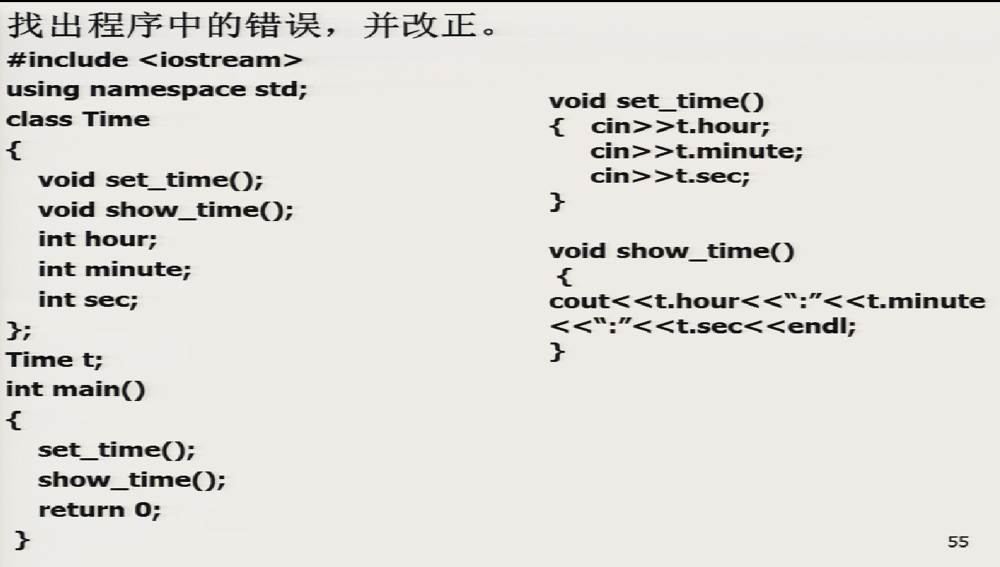 找出程序中的错误，并改正。
#include <iostream>
using namespace std;
class Time
{
void set_time();
void show_time();
int hour;
int minute;
int sec;
};
Time t;
int main()
{
set_time();
show_time();
return 0;
}
void set_time()
{ cin>>t.hour;
cin>>t.minute;
cin>>t.sec;
}
void show_time()
{
cout<<t.hour<<“:”<<t.minute
<<“:”<<t.sec<<endl;
}
55